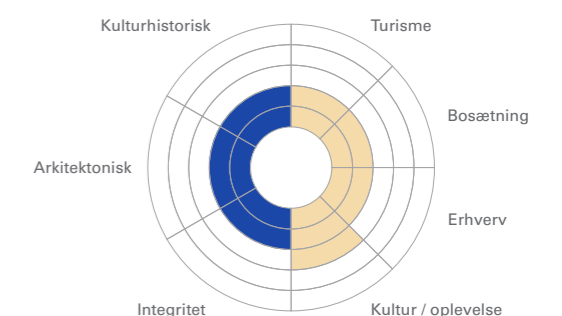 Kulturhistorisk
Turisme
Bosætning
Arkitektonisk
Erhverv
Integritet
Kultur / oplevelse